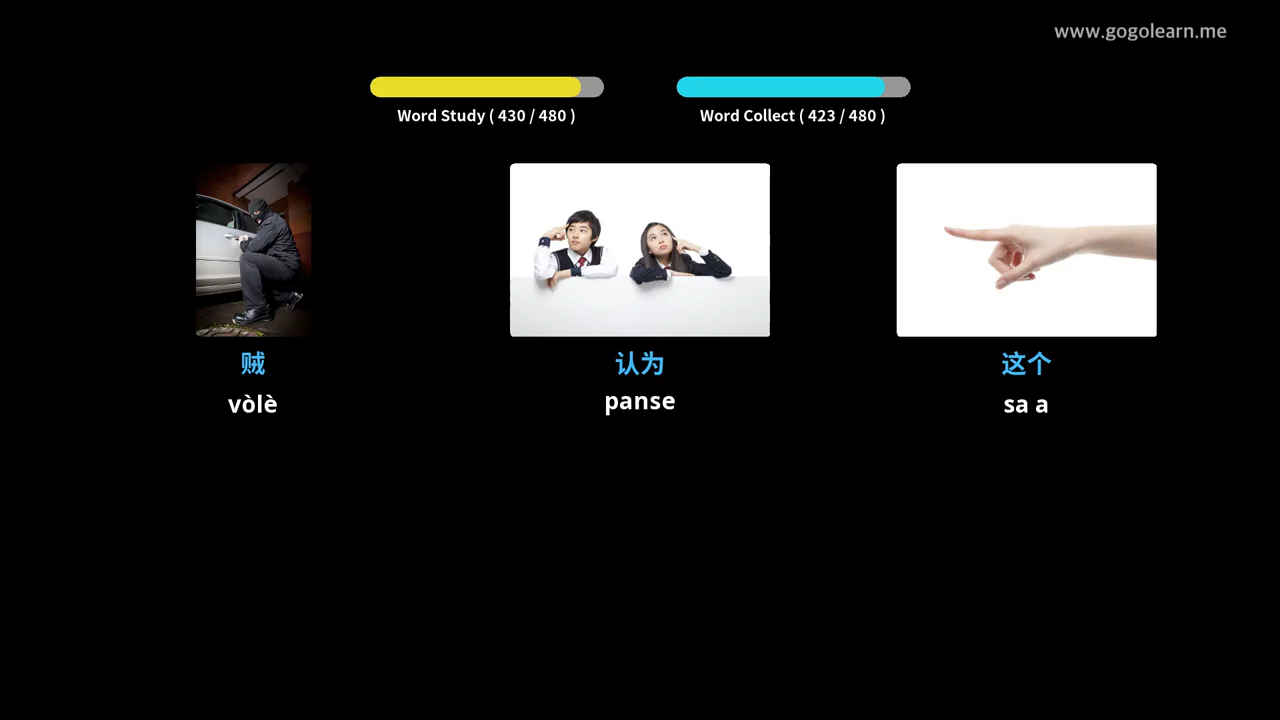 www.gogolearn.me
Word Study ( 430 / 480 )
Word Collect ( 423 / 480 )
贼
认为
这个
vòlè
panse
sa a